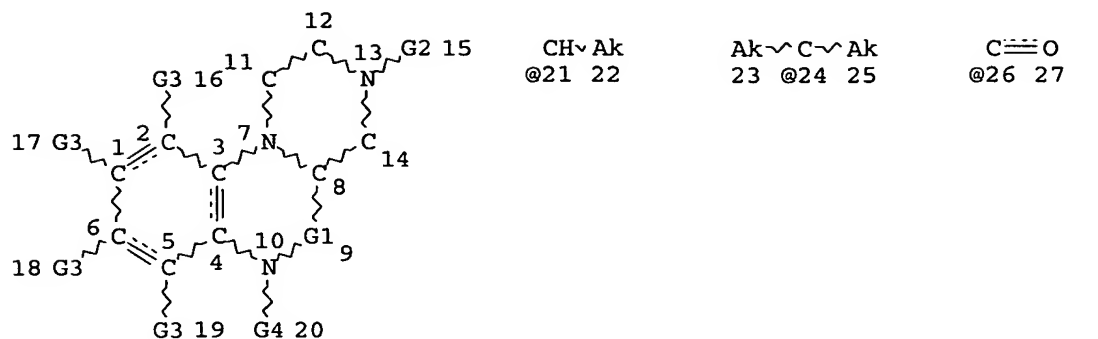 12
C 13 G2 15 CH Ak Ak C Ak C O
G3 16 11 C N @21 22 23 @24 25 @26 27
17 G3 1 2 C 3 7 N C 14
C C C 8
6 C 5 C 10 G1 9
18 G3 C 4 N
G3 19 G4 20